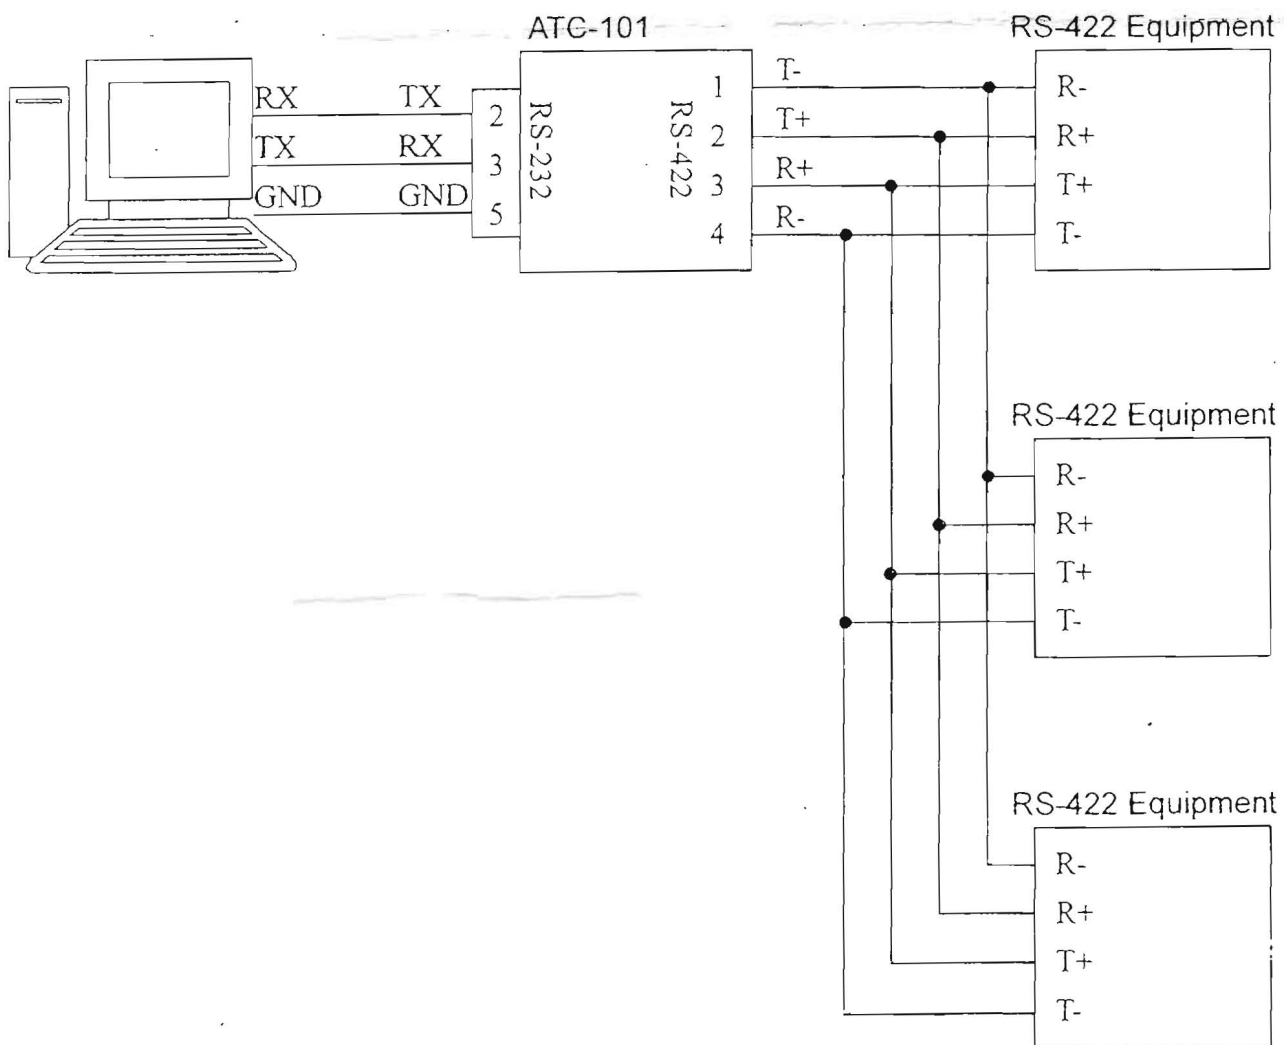 ATC-101
RS-422 Equipment
RX TX 2
TX RX 3
GND GND 5
RS-232
RS-422
1 T- R-
2 T+ R+
3 R+ T+
4 R- T-
RS-422 Equipment
R-
R+
T+
T-
RS-422 Equipment
R-
R+
T+
T-